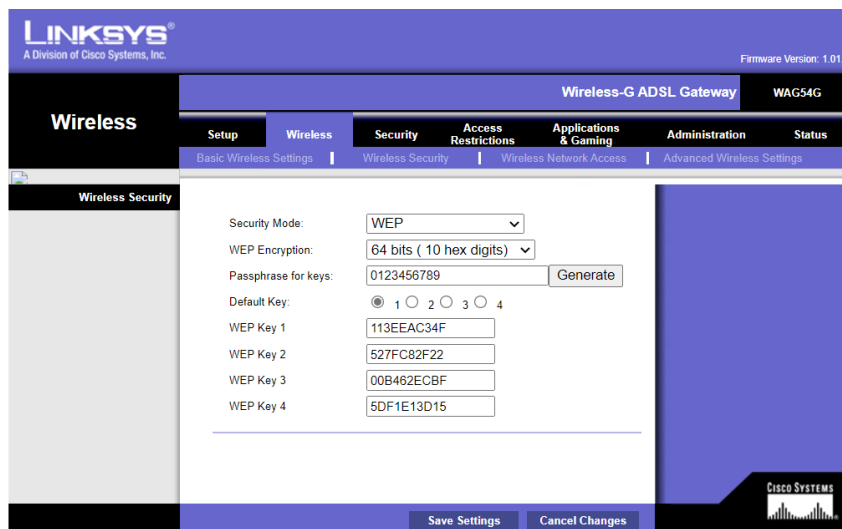 LINKSYS®
A Division of Cisco Systems, Inc.
Firmware Version: 1.01
Wireless-G ADSL Gateway WAG54G
Wireless
Setup Wireless Security Access Restrictions Applications & Gaming Administration Status
Basic Wireless Settings Wireless Security Wireless Network Access Advanced Wireless Settings
Wireless Security
Security Mode: WEP
WEP Encryption: 64 bits ( 10 hex digits)
Passphrase for keys: 0123456789 Generate
Default Key: 1 2 3 4
WEP Key 1 113EEAC34F
WEP Key 2 527FC82F22
WEP Key 3 00B462ECBF
WEP Key 4 5DF1E13D15
CISCO SYSTEMS
Save Settings Cancel Changes